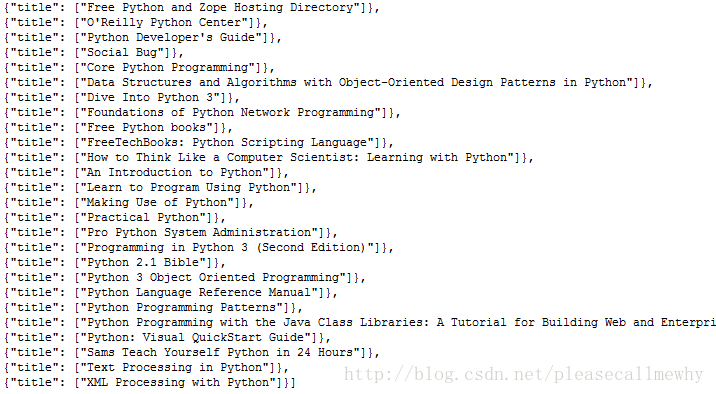 {"title": ["Free Python and Zope Hosting Directory"]},
{"title": ["O'Reilly Python Center"]},
{"title": ["Python Developer's Guide"]},
{"title": ["Social Bug"]},
{"title": ["Core Python Programming"]},
{"title": ["Data Structures and Algorithms with Object-Oriented Design Patterns in Python"]},
{"title": ["Dive Into Python 3"]},
{"title": ["Foundations of Python Network Programming"]},
{"title": ["Free Python books"]},
{"title": ["FreeTechBooks: Python Scripting Language"]},
{"title": ["How to Think Like a Computer Scientist: Learning with Python"]},
{"title": ["An Introduction to Python"]},
{"title": ["Learn to Program Using Python"]},
{"title": ["Making Use of Python"]},
{"title": ["Practical Python"]},
{"title": ["Pro Python System Administration"]},
{"title": ["Programming in Python 3 (Second Edition)"]},
{"title": ["Python 2.1 Bible"]},
{"title": ["Python 3 Object Oriented Programming"]},
{"title": ["Python Language Reference Manual"]},
{"title": ["Python Programming Patterns"]},
{"title": ["Python Programming with the Java Class Libraries: A Tutorial for Building Web and Enterpri
{"title": ["Python: Visual QuickStart Guide"]},
{"title": ["Sams Teach Yourself Python in 24 Hours"]},
{"title": ["Text Processing in Python"]},
{"title": ["XML Processing with Python"]}]
http://blog.csdn.net/pleasecallmewhy